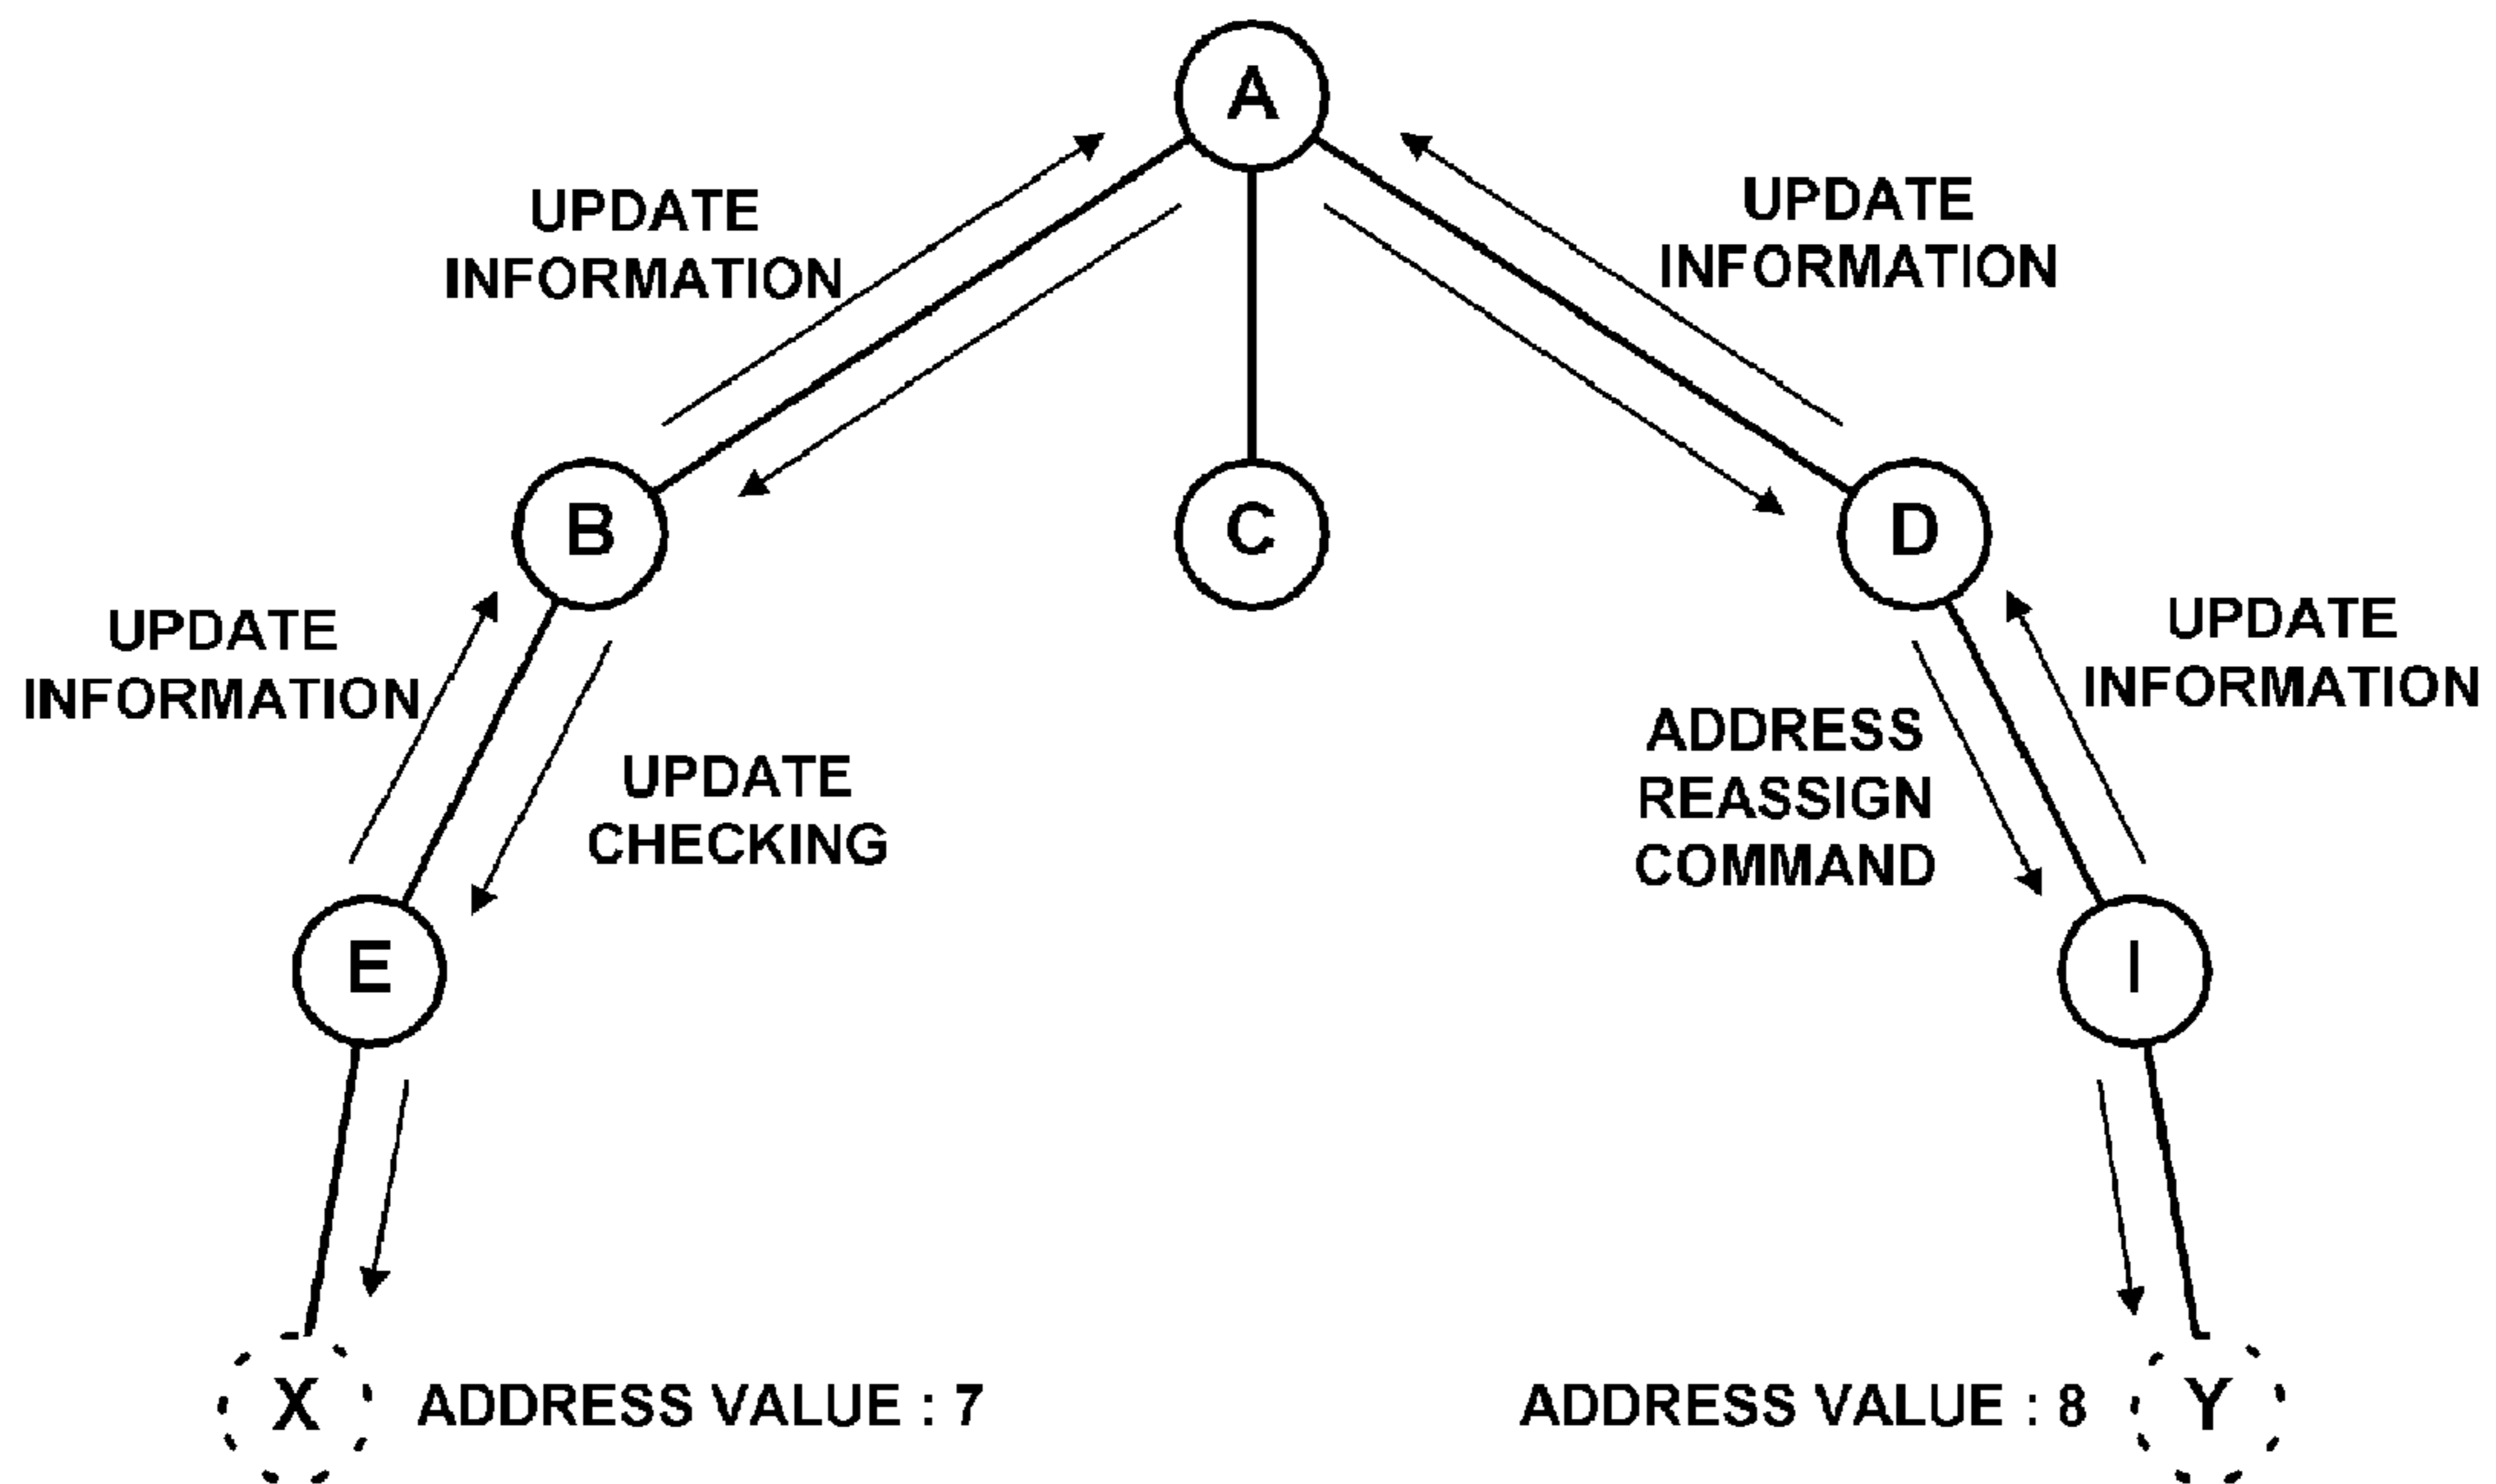 A
UPDATE
INFORMATION
UPDATE
INFORMATION
B
C
D
UPDATE
INFORMATION
UPDATE
INFORMATION
UPDATE
CHECKING
ADDRESS
REASSIGN
COMMAND
E
I
X
ADDRESS VALUE : 7
ADDRESS VALUE : 8
Y